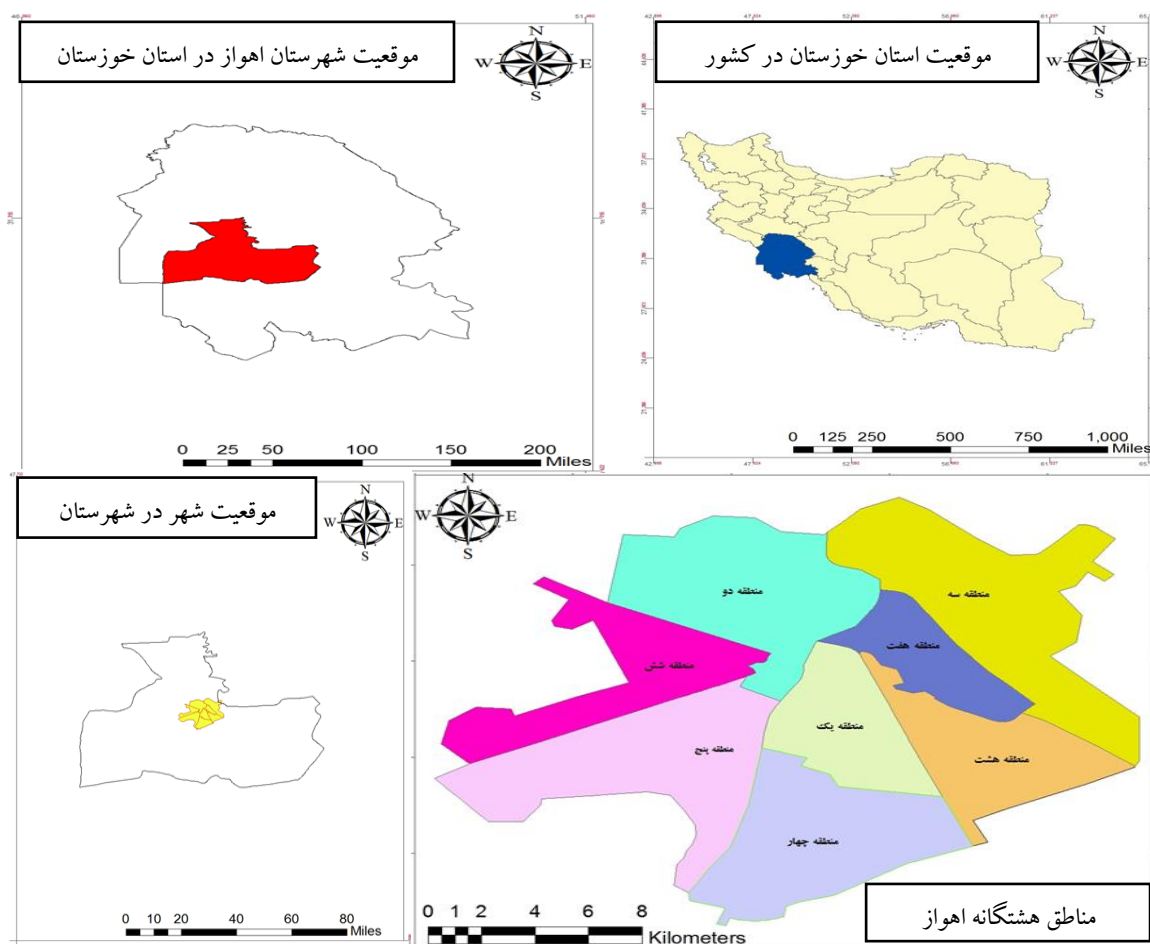 موقعیت شهرستان اهواز در استان خوزستان
N
W E
S
0 25 50 100 150 200
Miles
موقعیت استان خوزستان در کشور
N
W E
S
0 125 250 500 750 1,000
Miles
موقعیت شهر در شهرستان
N
W E
S
0 10 20 40 60 80
Miles
N
W E
S
منطقه سه
منطقه دو
منطقه هفت
منطقه شش
منطقه یک
منطقه پنج
منطقه هشت
منطقه چهار
0 1 2 4 6 8
Kilometers
مناطق هشتگانه اهواز